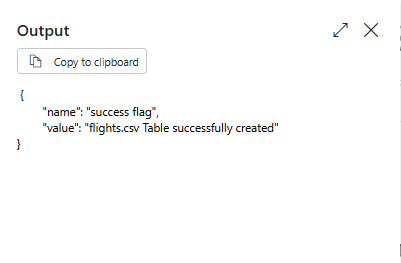 Output
Copy to clipboard
{
"name": "success flag",
"value": "flights.csv Table successfully created"
}